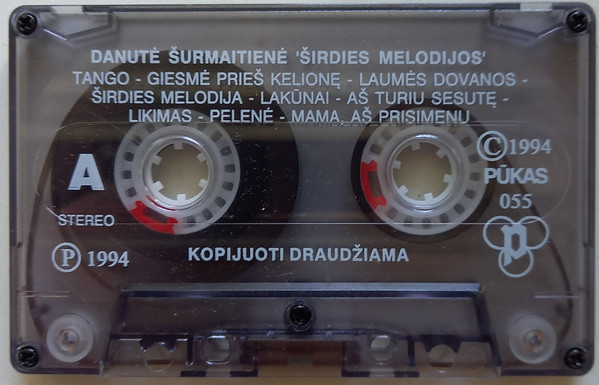 DANUTĖ ŠURMAITIENĖ 'ŠIRDIES MELODIJOS'
TANGO - GIESMĖ PRIEŠ KELIONĘ - LAUMĖS DOVANOS -
ŠIRDIES MELODIJA - LAKŪNAI - AŠ TURIU SESUTĘ -
LIKIMAS - PELENĖ - MAMA, AŠ PRISIMENU
© 1994
A
PŪKAS
055
STEREO
p
Ⓟ 1994
KOPIJUOTI DRAUDŽIAMA